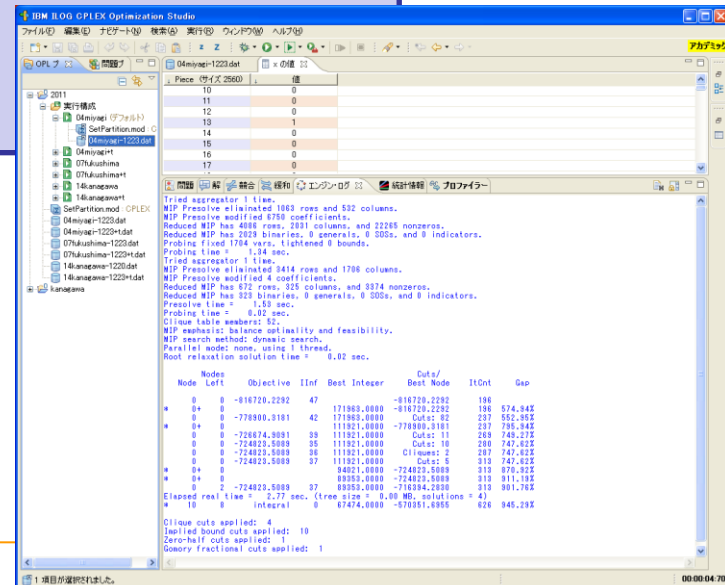 IBM ILOG CPLEX Optimization Studio
ファイル(F) 編集(E) ナビゲート(N) 検索(A) 実行(R) ウィンドウ(W) ヘルプ(H)
アカデミック
OPL プ 問題ブ
2011
実行構成
04miyagi (デフォルト)
SetPartition.mod : C
04miyagi-1223.dat
04miyagi+t
07fukushima
07fukushima+t
14kanagawa
14kanagawa+t
SetPartition.mod : CPLEX
04miyagi-1223.dat
04miyagi-1223+t.dat
07fukushima-1223.dat
07fukushima-1223+t.dat
14kanagawa-1220.dat
14kanagawa-1223+t.dat
kanagawa
04miyagi-1223.dat x の値
Piece (サイズ 2560) 値
10 0
11 0
12 0
13 1
14 0
15 0
16 0
17 0
問題 解 競合 緩和 エンジン・ログ 統計情報 プロファイラー
Tried aggregator 1 time.
MIP Presolve eliminated 1063 rows and 532 columns.
MIP Presolve modified 6750 coefficients.
Reduced MIP has 4086 rows, 2031 columns, and 22265 nonzeros.
Reduced MIP has 2029 binaries, 0 generals, 0 SOSs, and 0 indicators.
Probing fixed 1704 vars, tightened 0 bounds.
Probing time = 1.34 sec.
Tried aggregator 1 time.
MIP Presolve eliminated 3414 rows and 1706 columns.
MIP Presolve modified 4 coefficients.
Reduced MIP has 672 rows, 325 columns, and 3374 nonzeros.
Reduced MIP has 323 binaries, 0 generals, 0 SOSs, and 0 indicators.
Presolve time = 1.53 sec.
Probing time = 0.02 sec.
Clique table members: 52.
MIP emphasis: balance optimality and feasibility.
MIP search method: dynamic search.
Parallel mode: none, using 1 thread.
Root relaxation solution time = 0.02 sec.
Nodes Cuts/
Node Left Objective IInf Best Integer Best Node ItCnt Gap
0 0 -816720.2292 47 -816720.2292 196
* 0+ 0 171963.0000 -816720.2292 196 574.94%
0 0 -778900.3181 42 171963.0000 Cuts: 82 237 552.95%
* 0+ 0 111921.0000 -778900.3181 237 795.94%
0 0 -726674.9891 39 111921.0000 Cuts: 11 269 749.27%
0 0 -724823.5089 35 111921.0000 Cuts: 10 280 747.62%
0 0 -724823.5089 36 111921.0000 Cliques: 2 287 747.62%
0 0 -724823.5089 37 111921.0000 Cuts: 5 313 747.62%
* 0+ 0 94021.0000 -724823.5089 313 870.92%
* 0+ 0 89353.0000 -724823.5089 313 911.19%
0 2 -724823.5089 37 89353.0000 -716394.2830 313 901.76%
Elapsed real time = 2.77 sec. (tree size = 0.00 MB, solutions = 4)
* 10 8 integral 0 67474.0000 -570351.6955 626 945.29%
Clique cuts applied: 4
Implied bound cuts applied: 10
Zero-half cuts applied: 1
Gomory fractional cuts applied: 1
1 項目が選択されました。
00:00:04:70